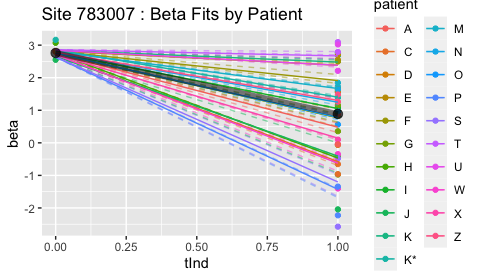 Site 783007 : Beta Fits by Patient
beta
3
2
1
0
-1
-2
0.00
0.25
0.50
0.75
1.00
tInd
patient
A
C
D
E
F
G
H
I
J
K
K*
M
N
O
P
S
T
U
W
X
Z